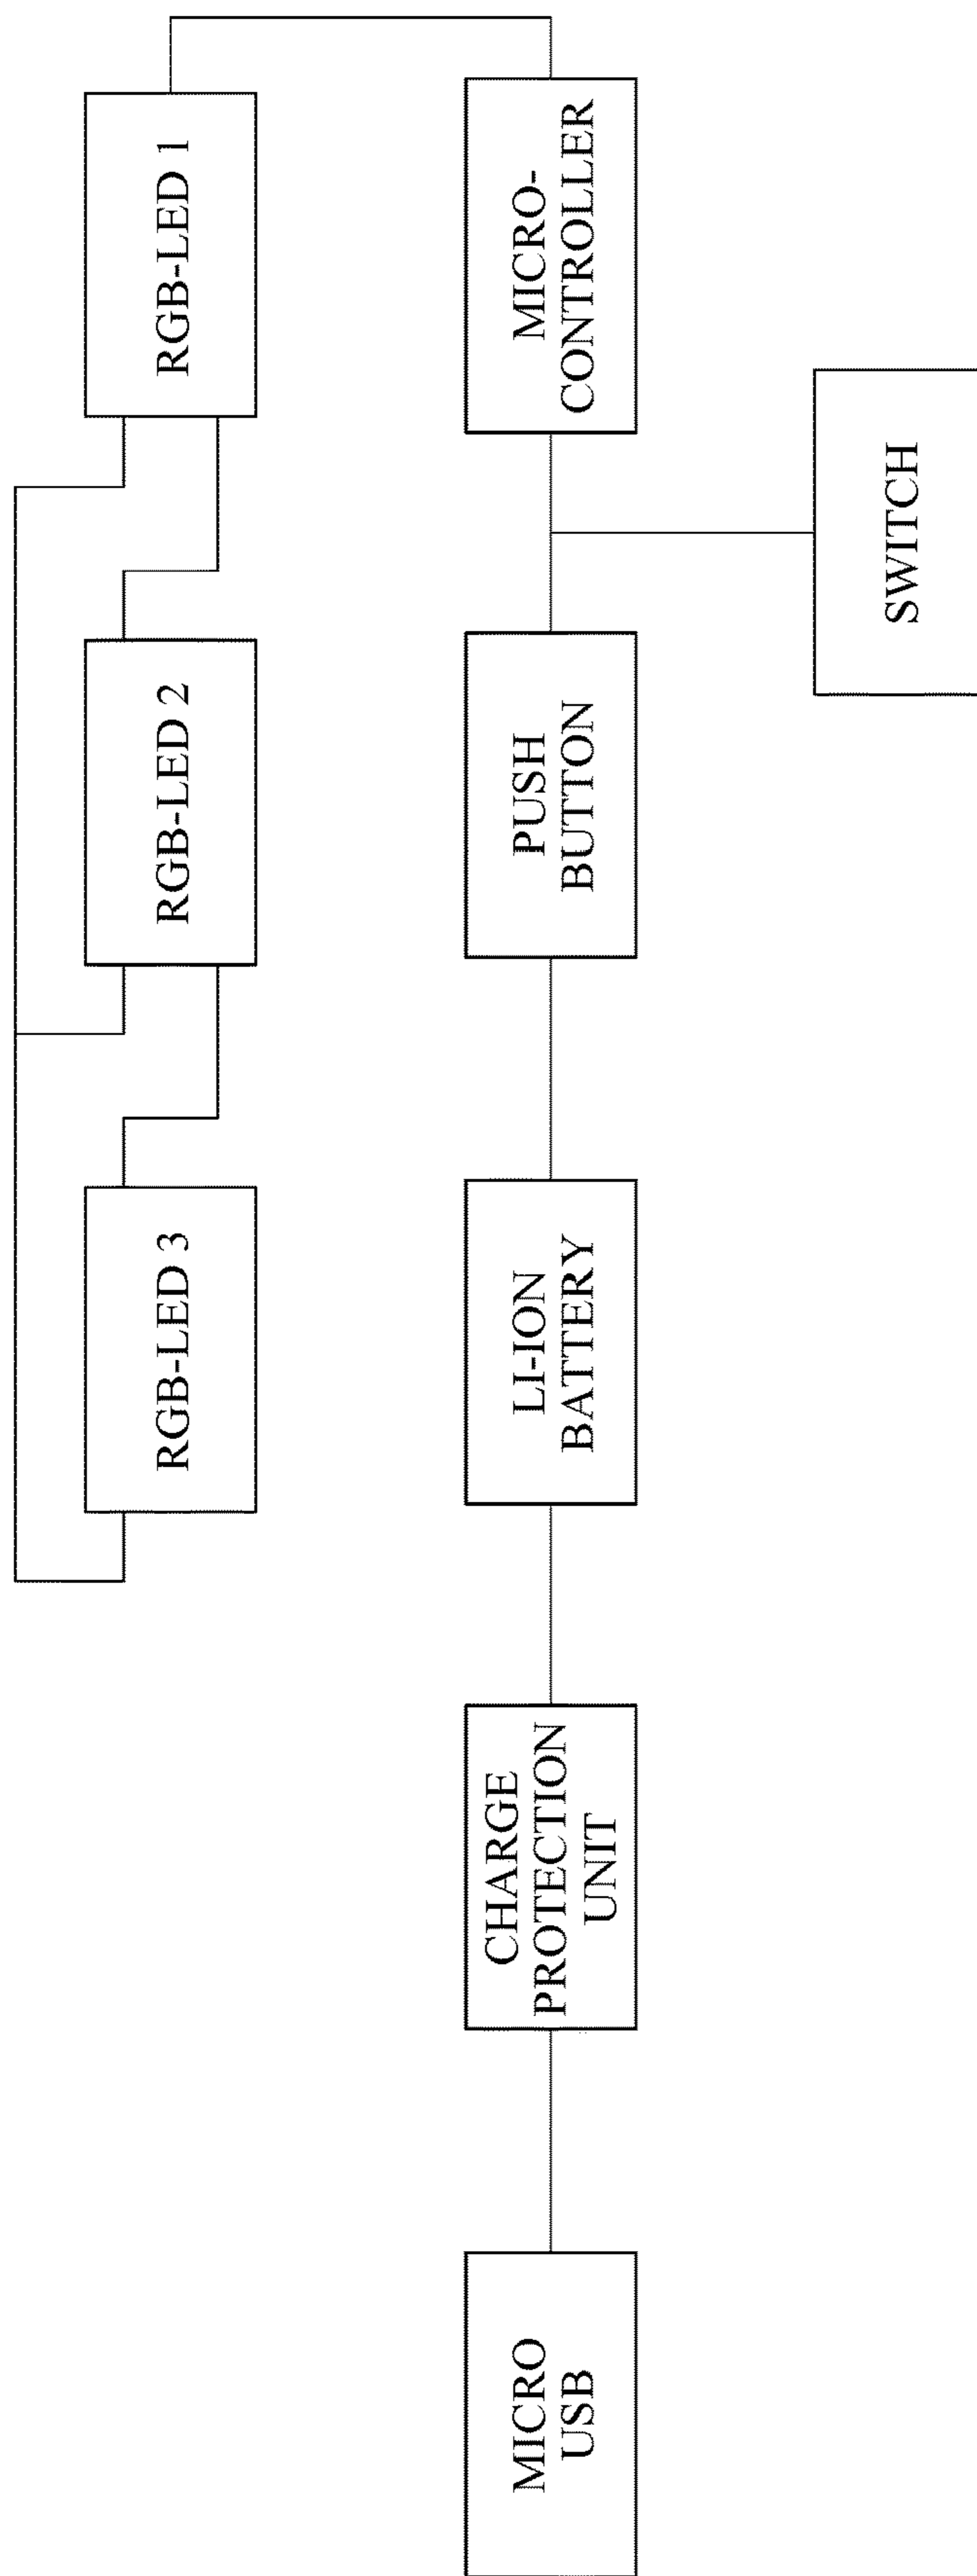 RGB-LED 3
RGB-LED 2
RGB-LED 1
MICRO
USB
CHARGE
PROTECTION
UNIT
LI-ION
BATTERY
PUSH
BUTTON
MICRO-
CONTROLLER
SWITCH